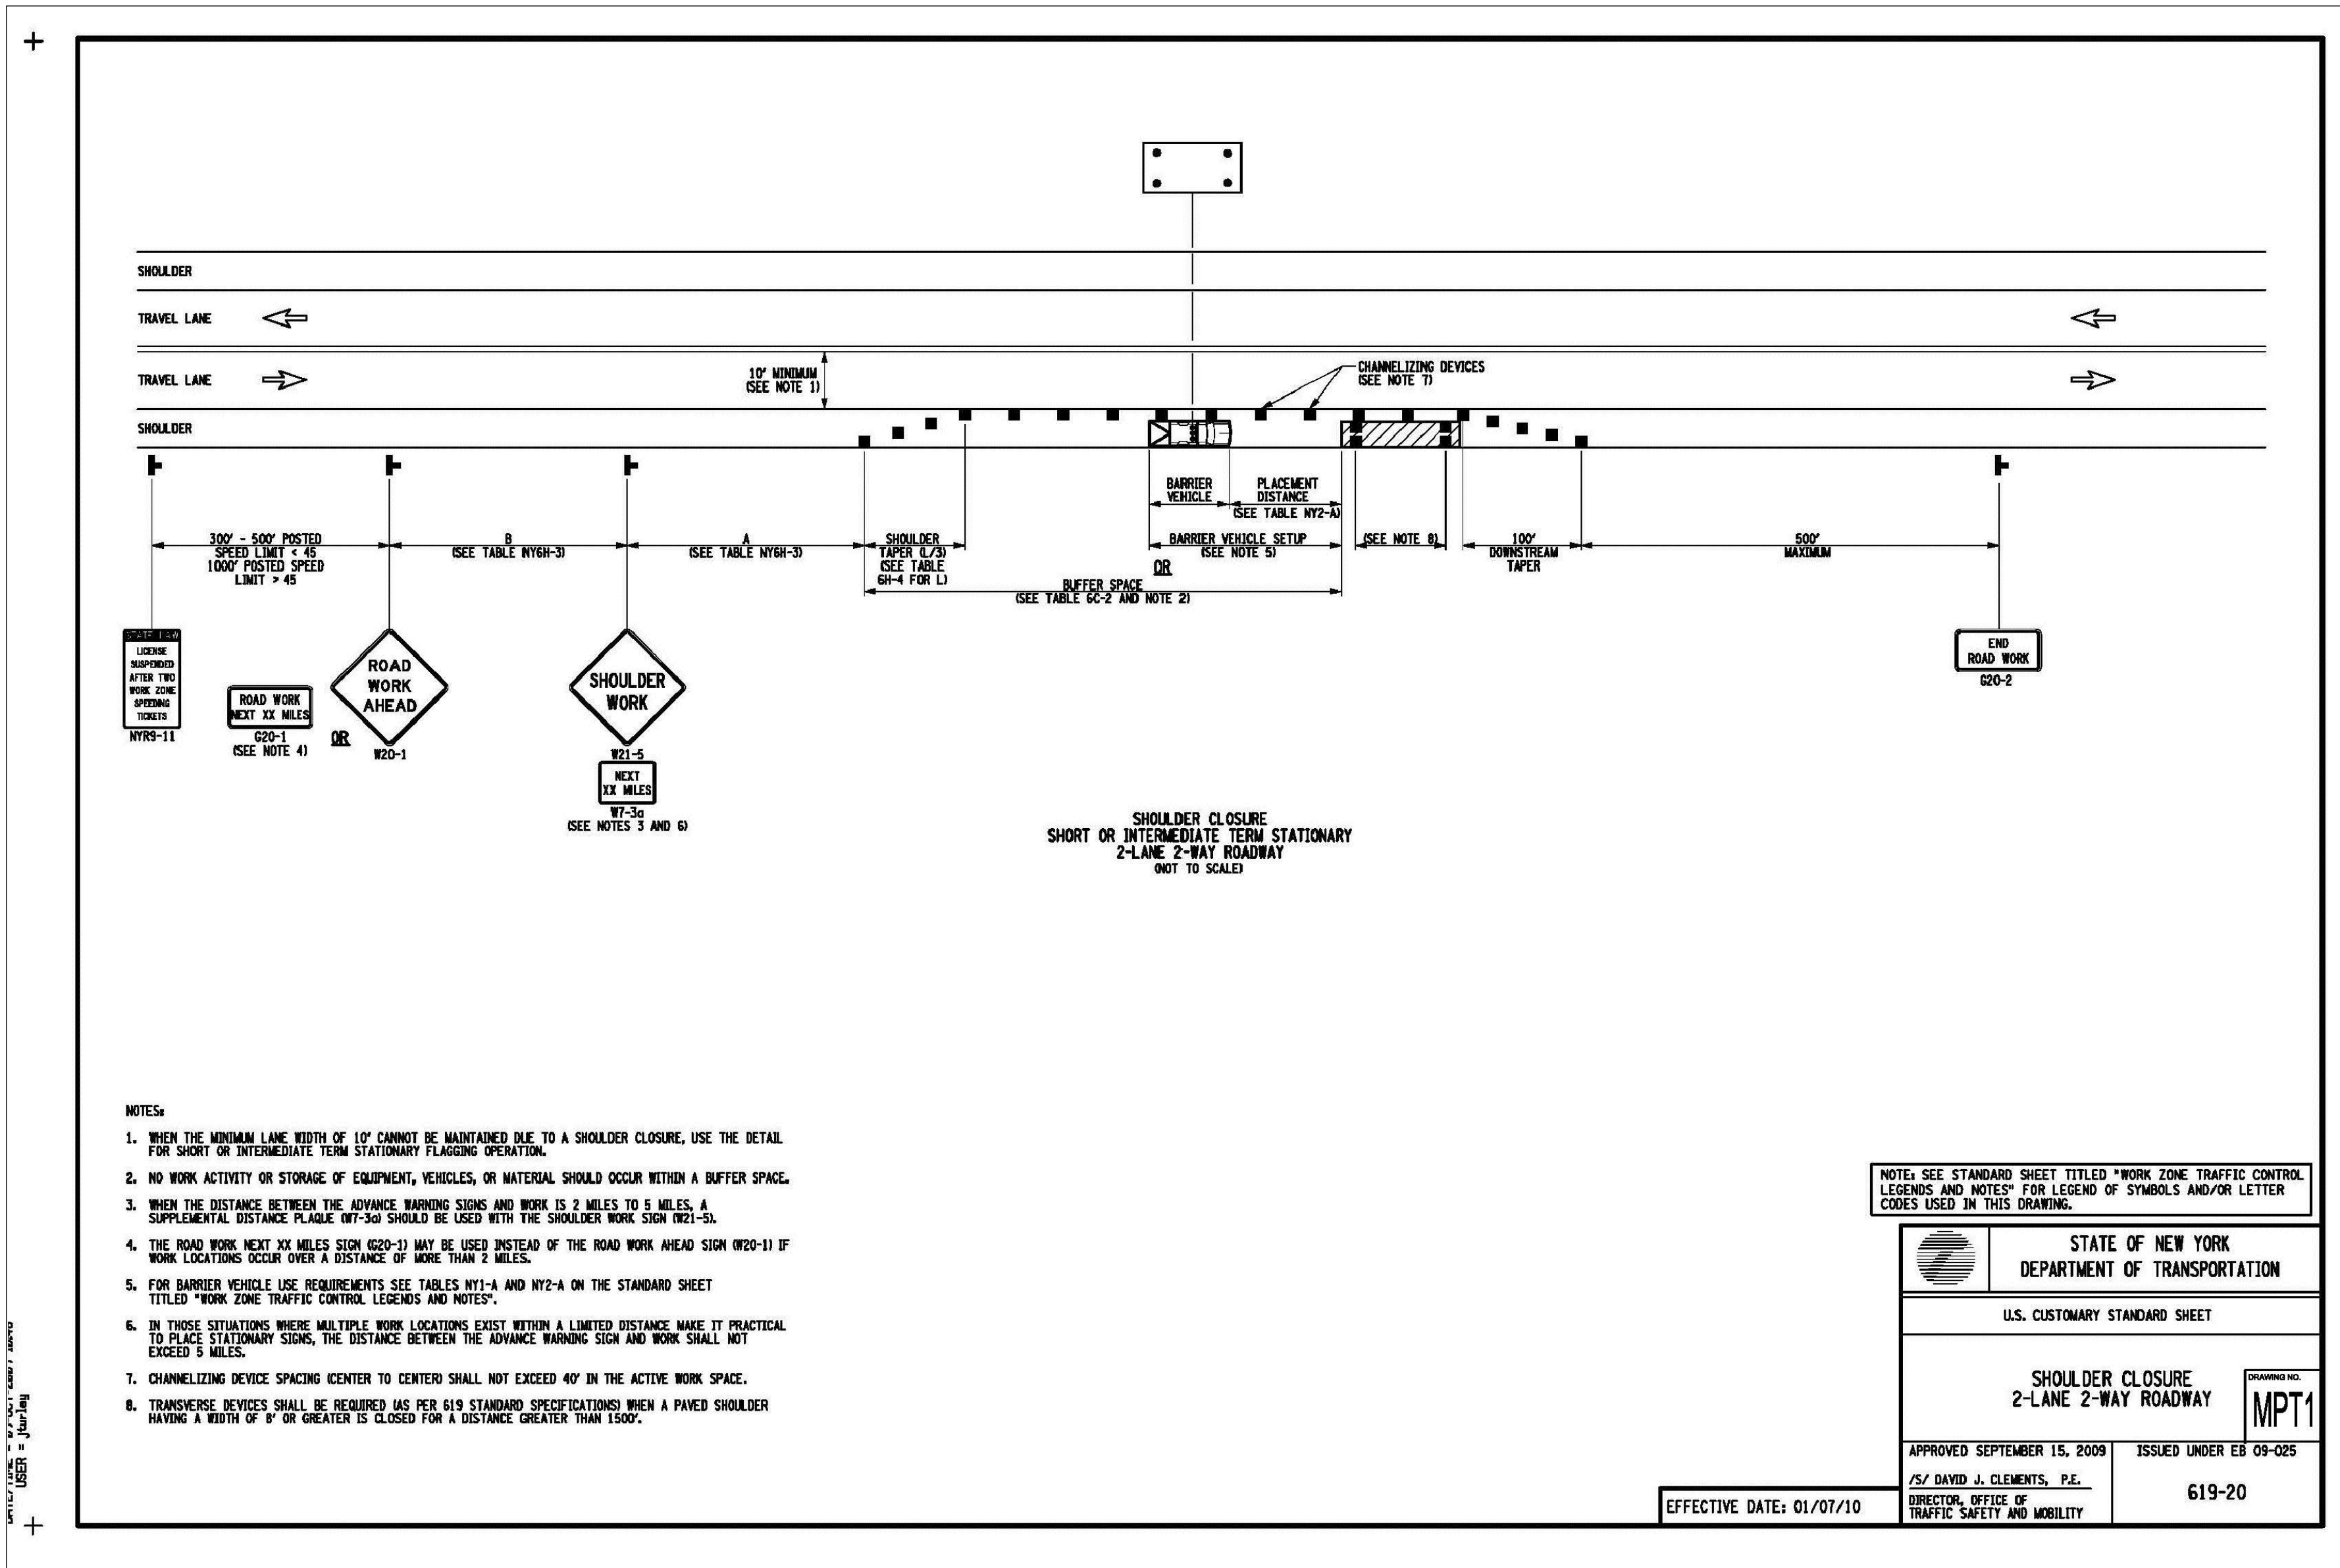 SHOULDER
TRAVEL LANE
TRAVEL LANE
10' MINIMUM
(SEE NOTE 1)
CHANNELIZING DEVICES
(SEE NOTE 7)
SHOULDER
BARRIER
VEHICLE
PLACEMENT
DISTANCE
(SEE TABLE NY2-A)
300' - 500' POSTED
SPEED LIMIT < 45
1000' POSTED SPEED
LIMIT > 45
B
(SEE TABLE NY6H-3)
A
(SEE TABLE NY6H-3)
SHOULDER
TAPER (L/3)
(SEE TABLE
6H-4 FOR L)
BARRIER VEHICLE SETUP
(SEE NOTE 5)
OR
BUFFER SPACE
(SEE TABLE 6C-2 AND NOTE 2)
(SEE NOTE 8)
100'
DOWNSTREAM
TAPER
500'
MAXIMUM
STATE LAW
LICENSE
SUSPENDED
AFTER TWO
WORK ZONE
SPEEDING
TICKETS
NYR9-11
ROAD WORK
NEXT XX MILES
G20-1
(SEE NOTE 4)
OR
ROAD
WORK
AHEAD
W20-1
SHOULDER
WORK
W21-5
NEXT
XX MILES
W7-3a
(SEE NOTES 3 AND 6)
END
ROAD WORK
G20-2
SHOULDER CLOSURE
SHORT OR INTERMEDIATE TERM STATIONARY
2-LANE 2-WAY ROADWAY
(NOT TO SCALE)
NOTES:
1. WHEN THE MINIMUM LANE WIDTH OF 10' CANNOT BE MAINTAINED DUE TO A SHOULDER CLOSURE, USE THE DETAIL
FOR SHORT OR INTERMEDIATE TERM STATIONARY FLAGGING OPERATION.
2. NO WORK ACTIVITY OR STORAGE OF EQUIPMENT, VEHICLES, OR MATERIAL SHOULD OCCUR WITHIN A BUFFER SPACE.
3. WHEN THE DISTANCE BETWEEN THE ADVANCE WARNING SIGNS AND WORK IS 2 MILES TO 5 MILES, A
SUPPLEMENTAL DISTANCE PLAQUE (W7-3a) SHOULD BE USED WITH THE SHOULDER WORK SIGN (W21-5).
4. THE ROAD WORK NEXT XX MILES SIGN (G20-1) MAY BE USED INSTEAD OF THE ROAD WORK AHEAD SIGN (W20-1) IF
WORK LOCATIONS OCCUR OVER A DISTANCE OF MORE THAN 2 MILES.
5. FOR BARRIER VEHICLE USE REQUIREMENTS SEE TABLES NY1-A AND NY2-A ON THE STANDARD SHEET
TITLED "WORK ZONE TRAFFIC CONTROL LEGENDS AND NOTES".
6. IN THOSE SITUATIONS WHERE MULTIPLE WORK LOCATIONS EXIST WITHIN A LIMITED DISTANCE MAKE IT PRACTICAL
TO PLACE STATIONARY SIGNS, THE DISTANCE BETWEEN THE ADVANCE WARNING SIGN AND WORK SHALL NOT
EXCEED 5 MILES.
7. CHANNELIZING DEVICE SPACING (CENTER TO CENTER) SHALL NOT EXCEED 40' IN THE ACTIVE WORK SPACE.
8. TRANSVERSE DEVICES SHALL BE REQUIRED (AS PER 619 STANDARD SPECIFICATIONS) WHEN A PAVED SHOULDER
HAVING A WIDTH OF 8' OR GREATER IS CLOSED FOR A DISTANCE GREATER THAN 1500'.
NOTE: SEE STANDARD SHEET TITLED "WORK ZONE TRAFFIC CONTROL
LEGENDS AND NOTES" FOR LEGEND OF SYMBOLS AND/OR LETTER
CODES USED IN THIS DRAWING.
STATE OF NEW YORK
DEPARTMENT OF TRANSPORTATION
U.S. CUSTOMARY STANDARD SHEET
SHOULDER CLOSURE
2-LANE 2-WAY ROADWAY
DRAWING NO.
MPT1
APPROVED SEPTEMBER 15, 2009
ISSUED UNDER EB 09-025
/S/ DAVID J. CLEMENTS, P.E.
DIRECTOR, OFFICE OF
TRAFFIC SAFETY AND MOBILITY
619-20
EFFECTIVE DATE: 01/07/10
USER = jturley